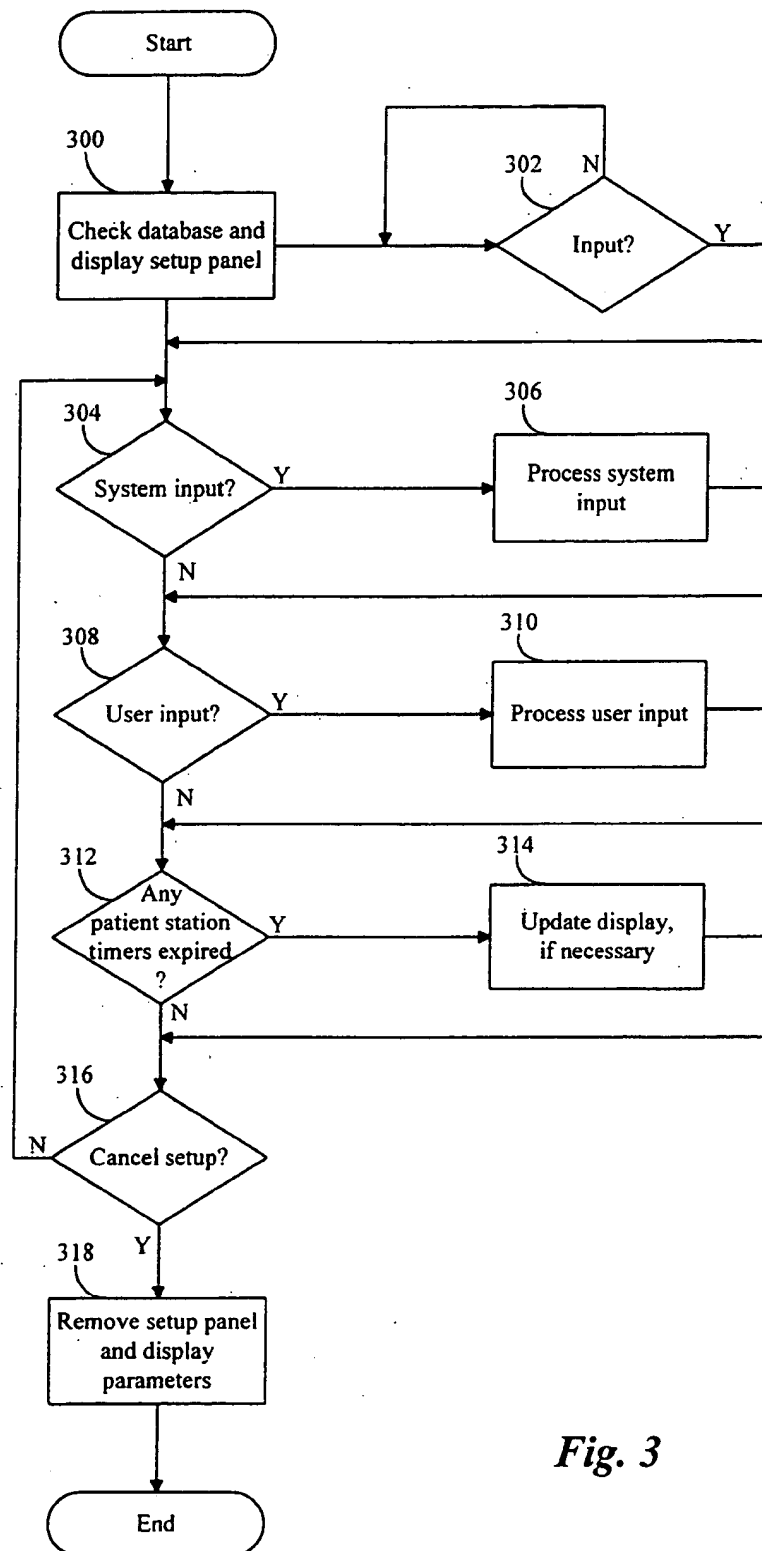 Start
300
Check database and
display setup panel
302
N
Input?
Y
304
System input?
Y
N
306
Process system
input
308
User input?
Y
N
310
Process user input
312
Any
patient station
timers expired
?
Y
N
314
Update display,
if necessary
316
N
Cancel setup?
Y
318
Remove setup panel
and display
parameters
End
Fig. 3